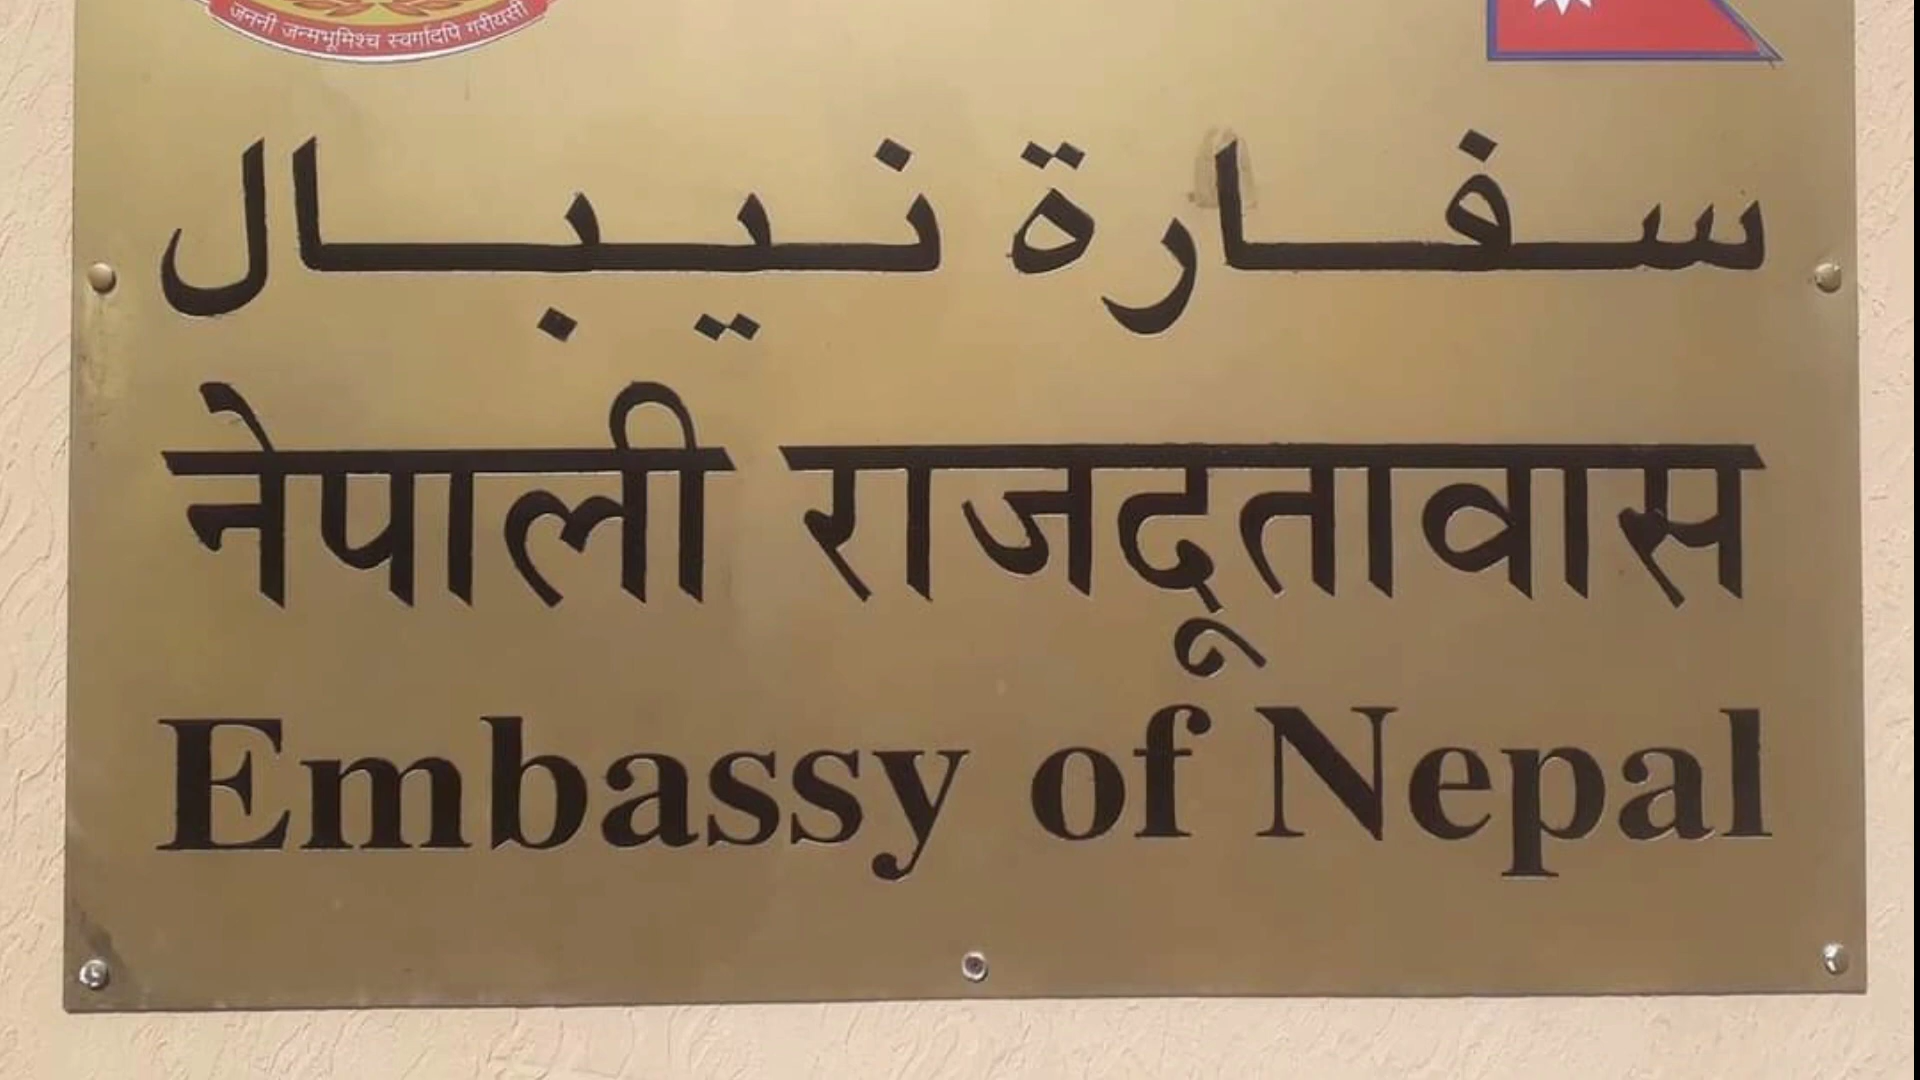 जननी जन्मभूमिश्च स्वर्गादपि गरीयसी
سفارة نيبال
नेपाली राजदूतावास
Embassy of Nepal